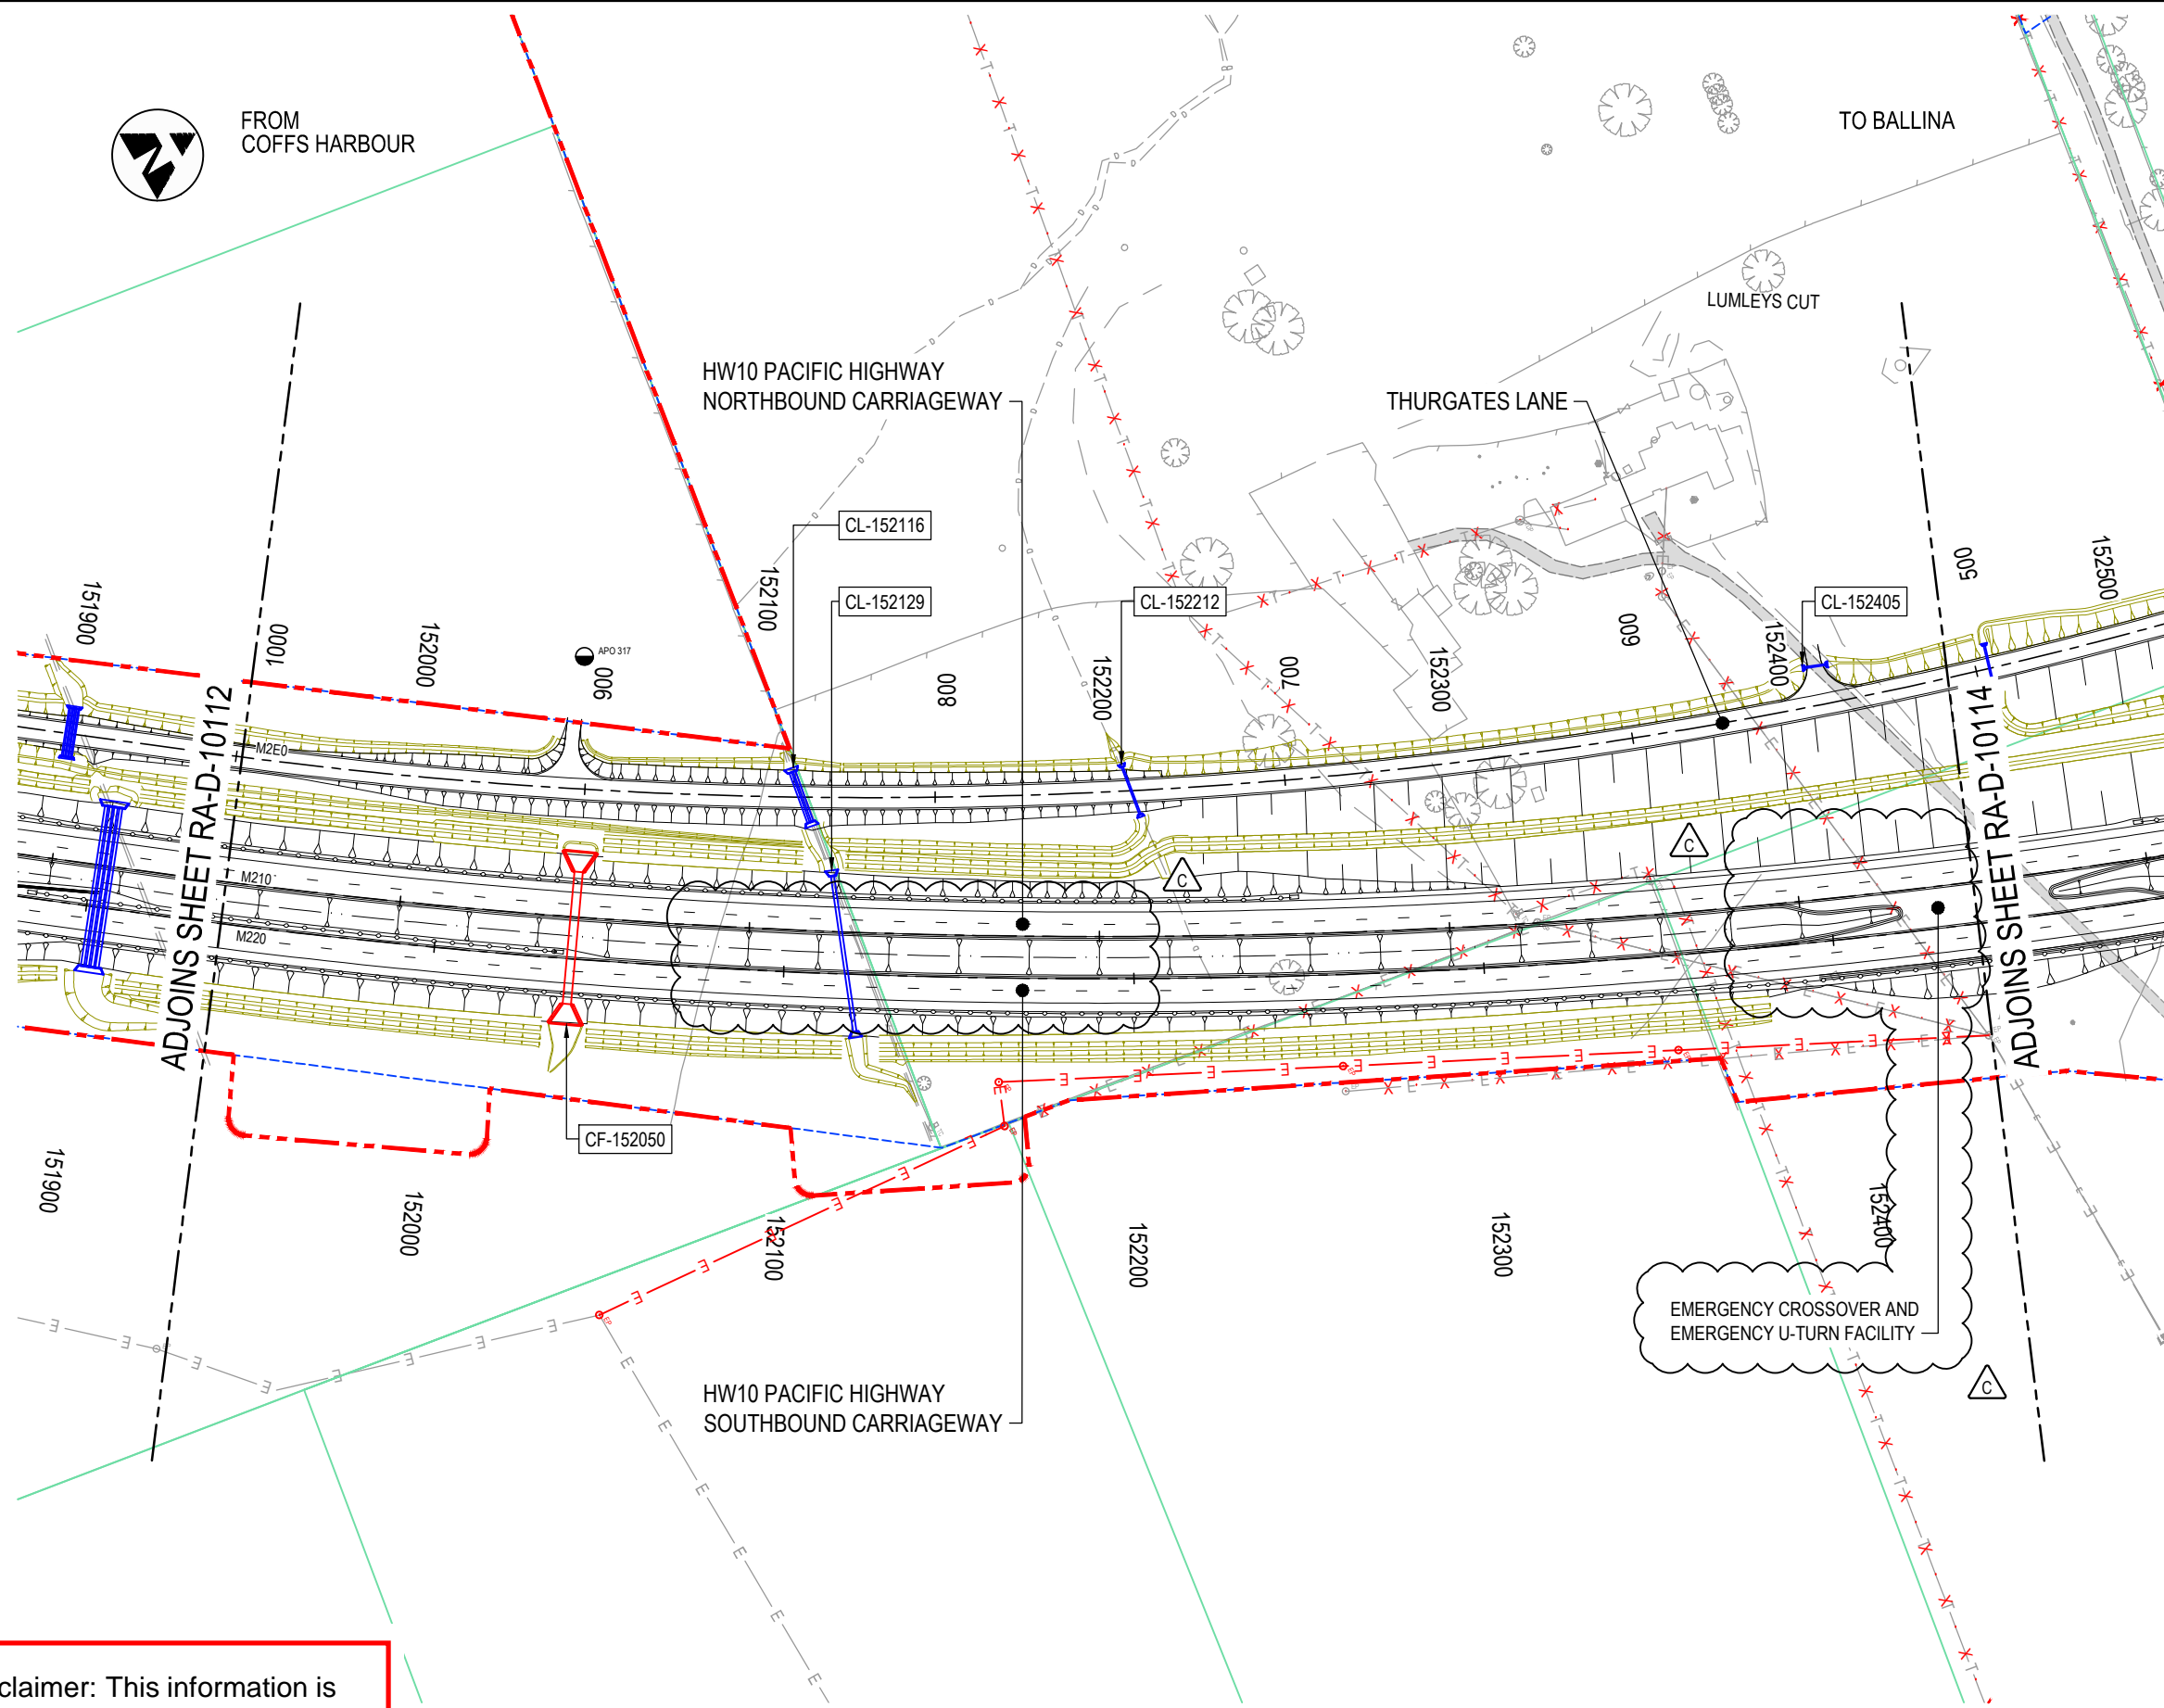 FROM
COFFS HARBOUR
TO BALLINA
LUMLEYS CUT
HW10 PACIFIC HIGHWAY
NORTHBOUND CARRIAGEWAY
THURGATES LANE
CL-152116
CL-152129
CL-152212
CL-152405
151900
1000
152000
APO 317
900
152100
800
152200
700
152300
600
152400
500
152500
ADJOINS SHEET RA-D-10112
ADJOINS SHEET RA-D-10114
M2E0
M210
M220
C
C
CF-152050
151900
152000
152100
152200
152300
152400
EMERGENCY CROSSOVER AND
EMERGENCY U-TURN FACILITY
C
HW10 PACIFIC HIGHWAY
SOUTHBOUND CARRIAGEWAY
claimer: This information is